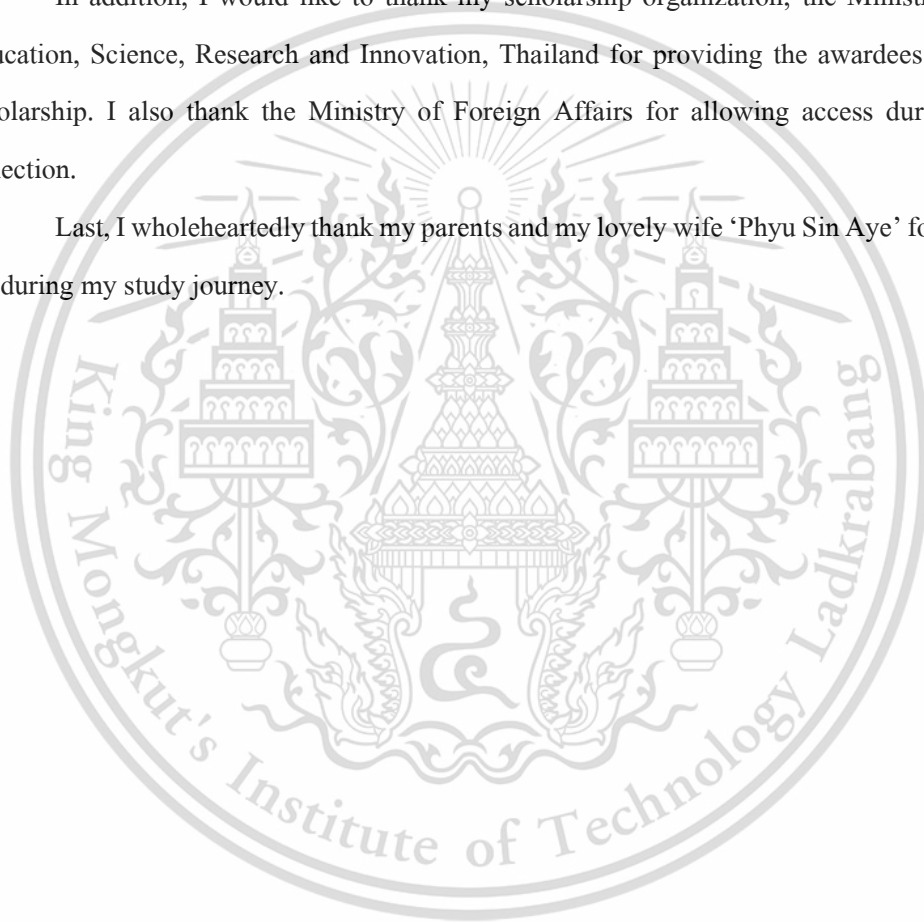 In addition, I would like to thank my scholarship organization, the Minist
ucation, Science, Research and Innovation, Thailand for providing the awardees
olarship. I also thank the Ministry of Foreign Affairs for allowing access dur
lection.
Last, I wholeheartedly thank my parents and my lovely wife ‘Phyu Sin Aye’ fo
during my study journey.
King Mongkut's Institute of Technology Ladkrabang